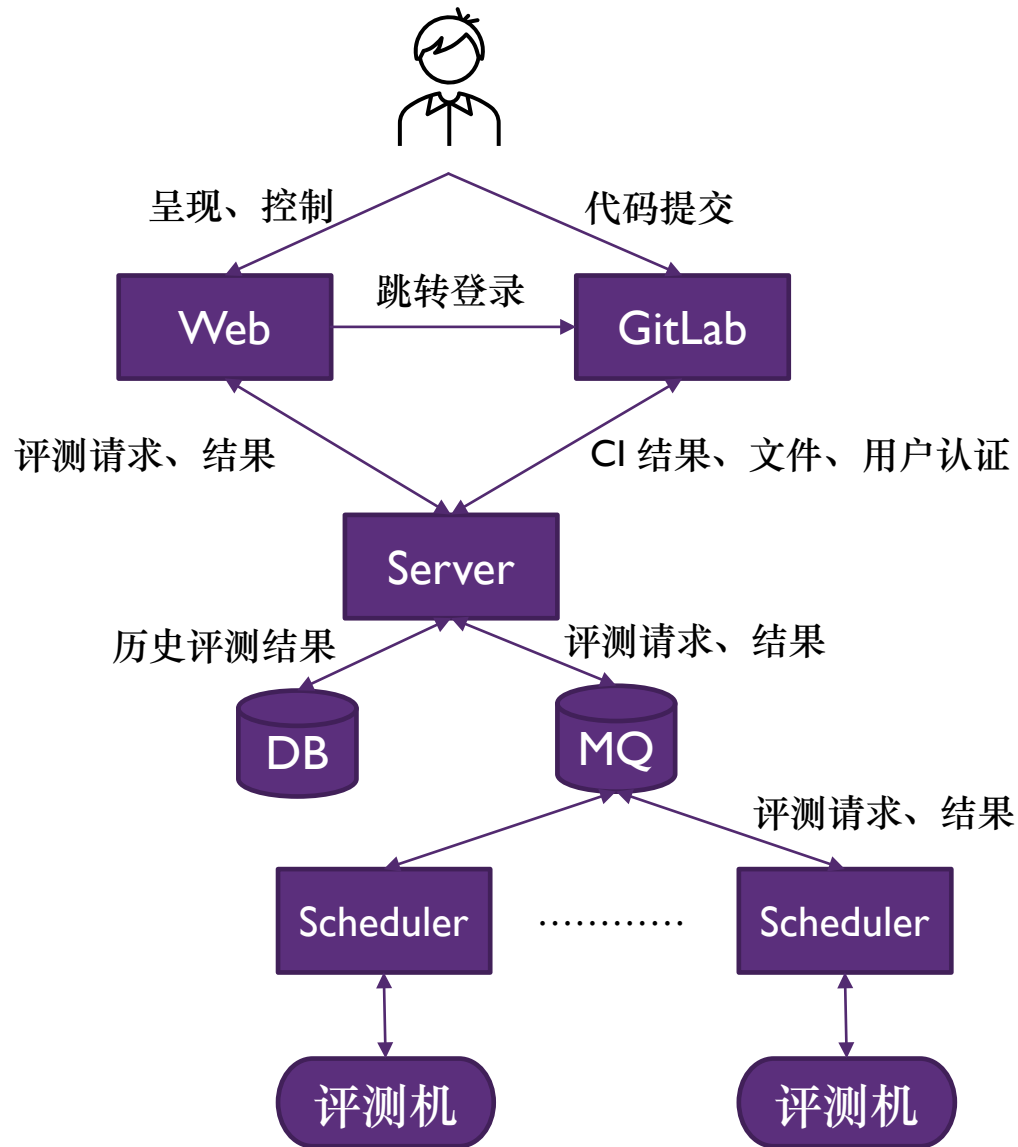 呈现、控制
代码提交
跳转登录
Web
GitLab
评测请求、结果
CI 结果、文件、用户认证
Server
历史评测结果
评测请求、结果
DB
MQ
评测请求、结果
Scheduler
…………
Scheduler
评测机
评测机